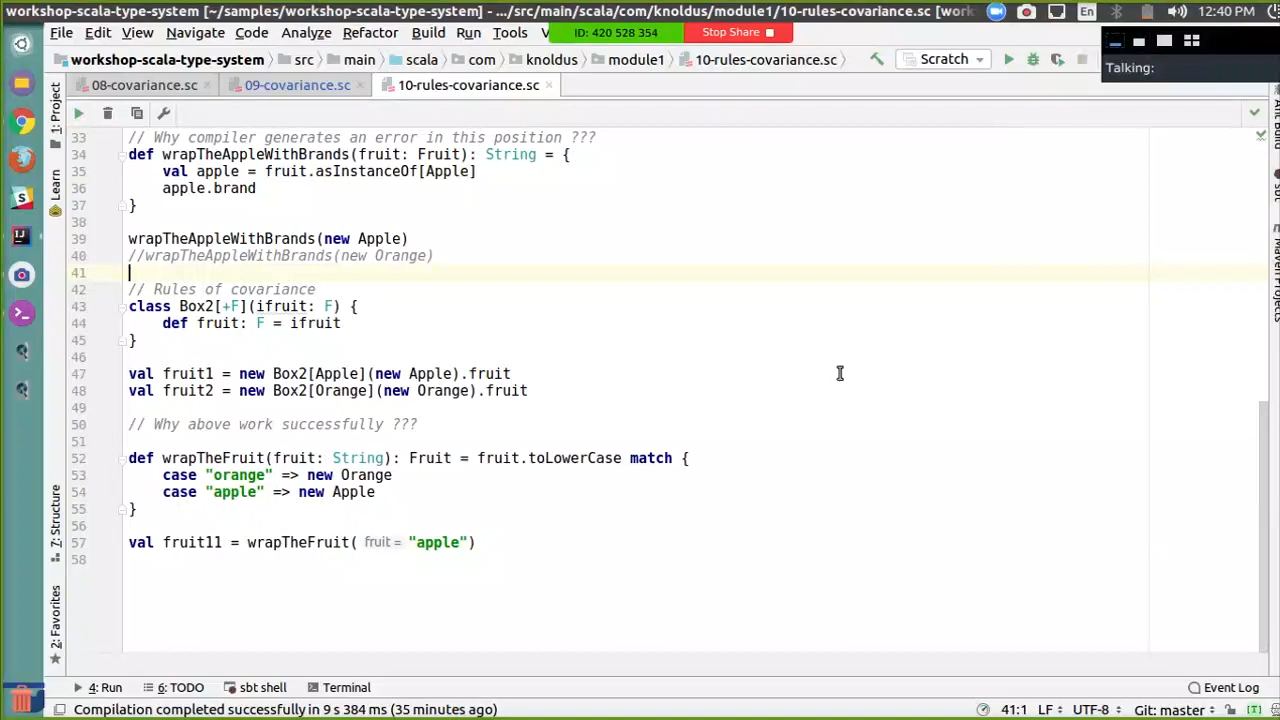 workshop-scala-type-system [~/samples/workshop-scala-type-system] - .../src/main/scala/com/knoldus/module1/10-rules-covariance.sc [work
En
12:40 PM
File Edit View Navigate Code Analyze Refactor Build Run Tools
ID: 420 528 354
Stop Share
workshop-scala-type-system src main scala com knoldus module1 10-rules-covariance.sc
Scratch
Talking:
08-covariance.sc
09-covariance.sc
10-rules-covariance.sc
1: Project
Learn
7: Structure
2: Favorites
sbt
Maven Projects
33 // Why compiler generates an error in this position ???
34 def wrapTheAppleWithBrands(fruit: Fruit): String = {
35 val apple = fruit.asInstanceOf[Apple]
36 apple.brand
37 }
38
39 wrapTheAppleWithBrands(new Apple)
40 //wrapTheAppleWithBrands(new Orange)
41
42 // Rules of covariance
43 class Box2[+F](ifruit: F) {
44 def fruit: F = ifruit
45 }
46
47 val fruit1 = new Box2[Apple](new Apple).fruit
48 val fruit2 = new Box2[Orange](new Orange).fruit
49
50 // Why above work successfully ???
51
52 def wrapTheFruit(fruit: String): Fruit = fruit.toLowerCase match {
53 case "orange" => new Orange
54 case "apple" => new Apple
55 }
56
57 val fruit11 = wrapTheFruit( fruit = "apple")
58
4: Run
6: TODO
sbt shell
Terminal
Event Log
Compilation completed successfully in 9 s 384 ms (35 minutes ago)
41:1 LF UTF-8 Git: master